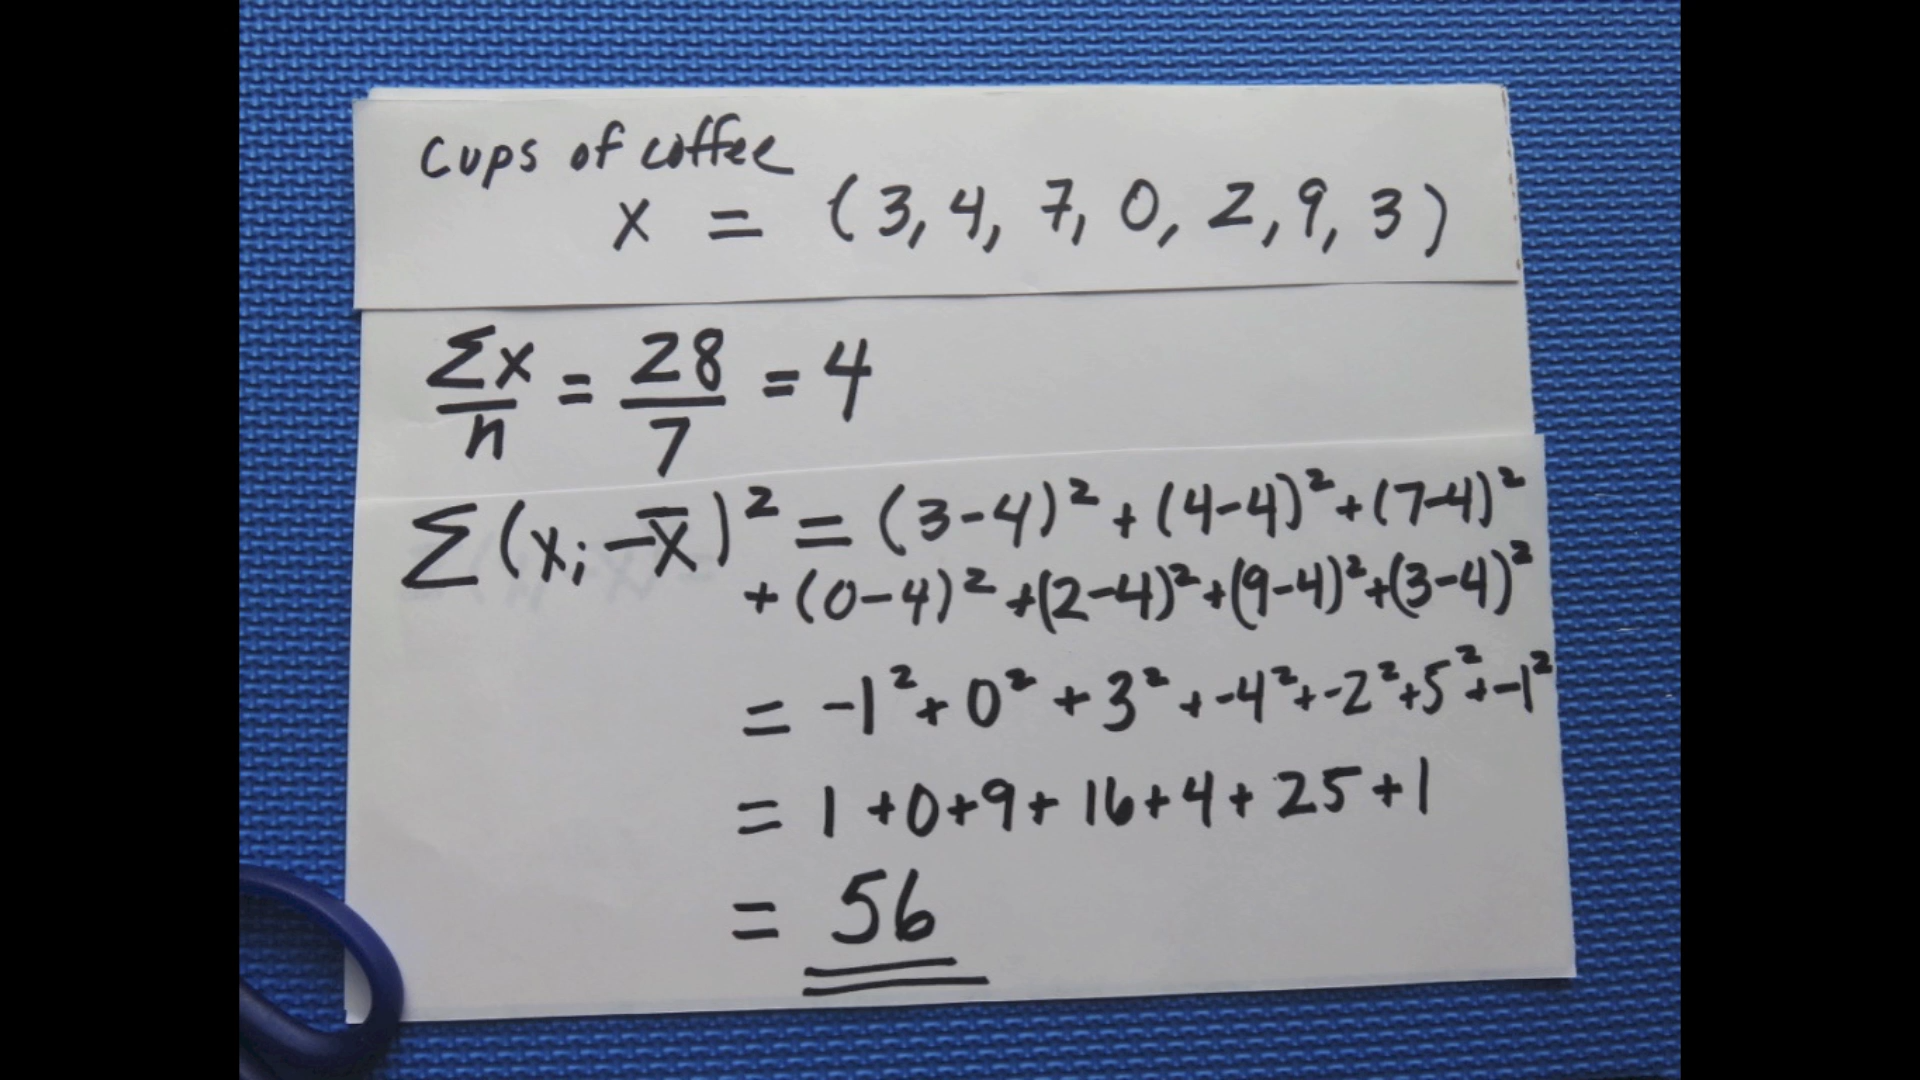 Cups of coffee
x = (3, 4, 7, 0, 2, 9, 3)
Σx/n = 28/7 = 4
Σ(xᵢ-x̄)² = (3-4)² + (4-4)² + (7-4)²
+ (0-4)² + (2-4)² + (9-4)² + (3-4)²
= -1² + 0² + 3² + -4² + -2² + 5² + -1²
= 1 + 0 + 9 + 16 + 4 + 25 + 1
= 56